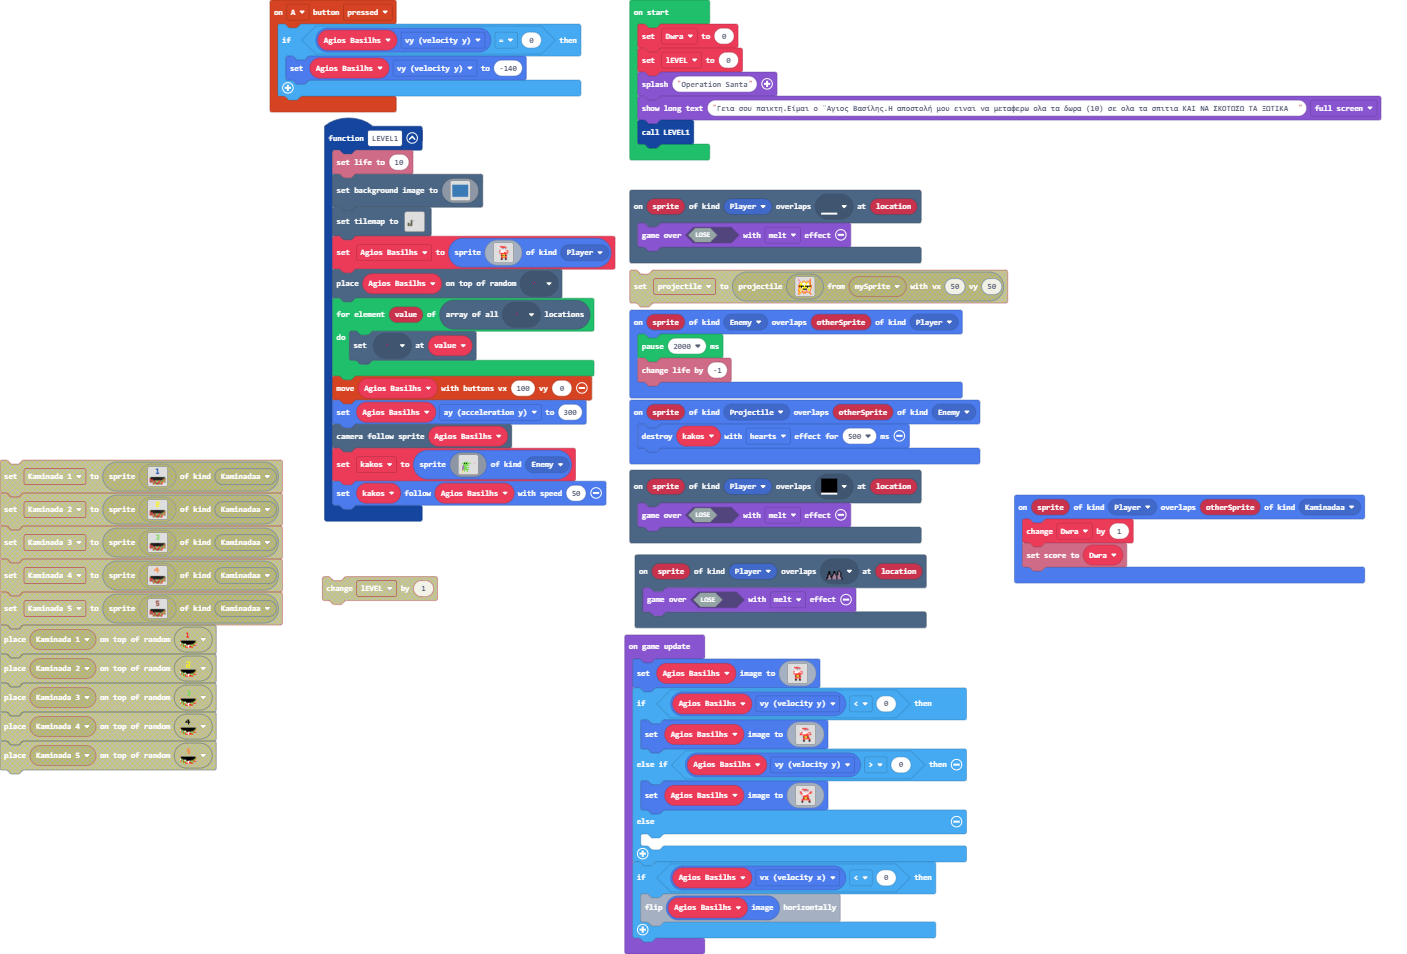 on A button pressed
if Agios Basilhs vy (velocity y) = 0 then
set Agios Basilhs vy (velocity y) to -140
function LEVEL1
set life to 10
set background image to
set tilemap to
set Agios Basilhs to sprite of kind Player
place Agios Basilhs on top of random
for element value of array of all locations
do
set at value
move Agios Basilhs with buttons vx 100 vy 0
set Agios Basilhs ay (acceleration y) to 300
camera follow sprite Agios Basilhs
set kakos to sprite of kind Enemy
set kakos follow Agios Basilhs with speed 50
set Kaminada 1 to sprite 1 of kind Kaminadaa
set Kaminada 2 to sprite of kind Kaminadaa
set Kaminada 3 to sprite 3 of kind Kaminadaa
set Kaminada 4 to sprite 4 of kind Kaminadaa
set Kaminada 5 to sprite 5 of kind Kaminadaa
place Kaminada 1 on top of random 1
place Kaminada 2 on top of random
place Kaminada 3 on top of random
place Kaminada 4 on top of random 4
place Kaminada 5 on top of random
change lEVEL by 1
on start
set Dwra to 0
set lEVEL to 0
splash "Operation Santa"
show long text "Γεια σου παικτη.Είμαι ο ¨Αγιος Βασίλης.Η αποστολή μου ειναι να μεταφερω ολα τα δωρα (10) σε ολα τα σπιτια ΚΑΙ ΝΑ ΣΚΟΤΩΣΩ ΤΑ ΞΩΤΙΚΑ " full screen
call LEVEL1
on sprite of kind Player overlaps at location
game over LOSE with melt effect
set projectile to projectile from mySprite with vx 50 vy 50
on sprite of kind Enemy overlaps otherSprite of kind Player
pause 2000 ms
change life by -1
on sprite of kind Projectile overlaps otherSprite of kind Enemy
destroy kakos with hearts effect for 500 ms
on sprite of kind Player overlaps at location
game over LOSE with melt effect
on sprite of kind Player overlaps at location
game over LOSE with melt effect
on game update
set Agios Basilhs image to
if Agios Basilhs vy (velocity y) < 0 then
set Agios Basilhs image to
else if Agios Basilhs vy (velocity y) > 0 then
set Agios Basilhs image to
else
if Agios Basilhs vx (velocity x) < 0 then
flip Agios Basilhs image horizontally
on sprite of kind Player overlaps otherSprite of kind Kaminadaa
change Dwra by 1
set score to Dwra